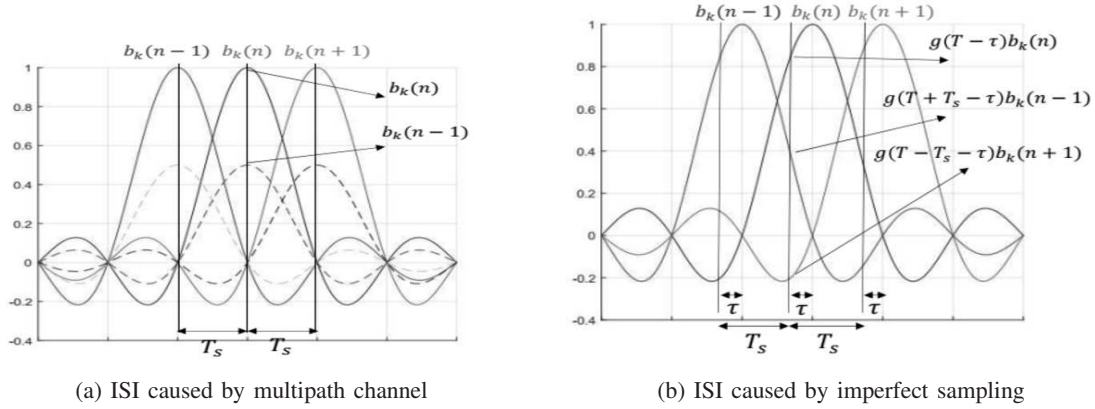 b_k(n − 1) b_k(n) b_k(n + 1)
1
0.8
0.6
0.4
0.2
0
-0.2
-0.4
b_k(n)
b_k(n − 1)
T_s T_s
(a) ISI caused by multipath channel
b_k(n − 1) b_k(n) b_k(n + 1)
1
0.8
0.6
0.4
0.2
0
-0.2
-0.4
g(T − τ)b_k(n)
g(T + T_s − τ)b_k(n − 1)
g(T − T_s − τ)b_k(n + 1)
τ τ τ
T_s T_s
(b) ISI caused by imperfect sampling